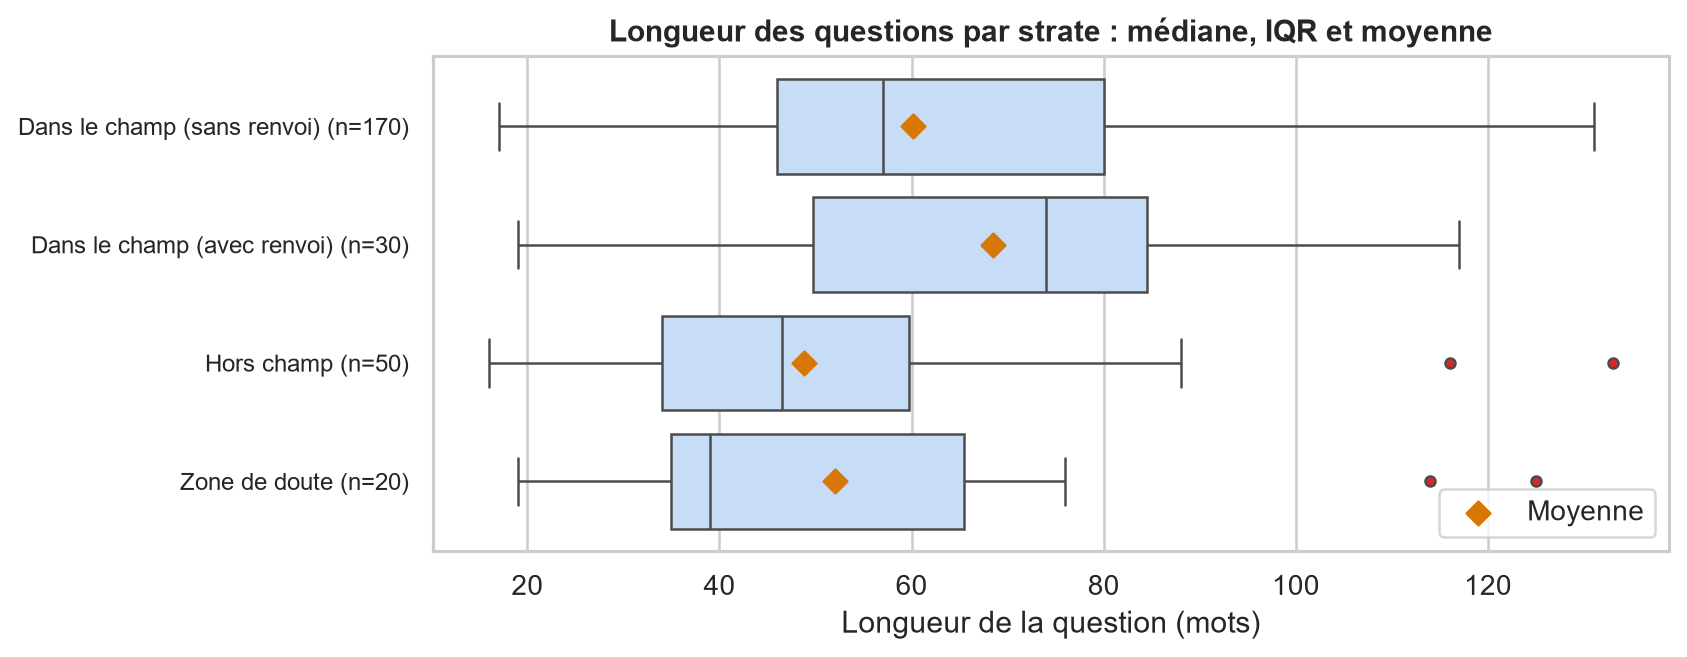 Longueur des questions par strate : médiane, IQR et moyenne
Dans le champ (sans renvoi) (n=170)
Dans le champ (avec renvoi) (n=30)
Hors champ (n=50)
Zone de doute (n=20)
Moyenne
20 40 60 80 100 120
Longueur de la question (mots)